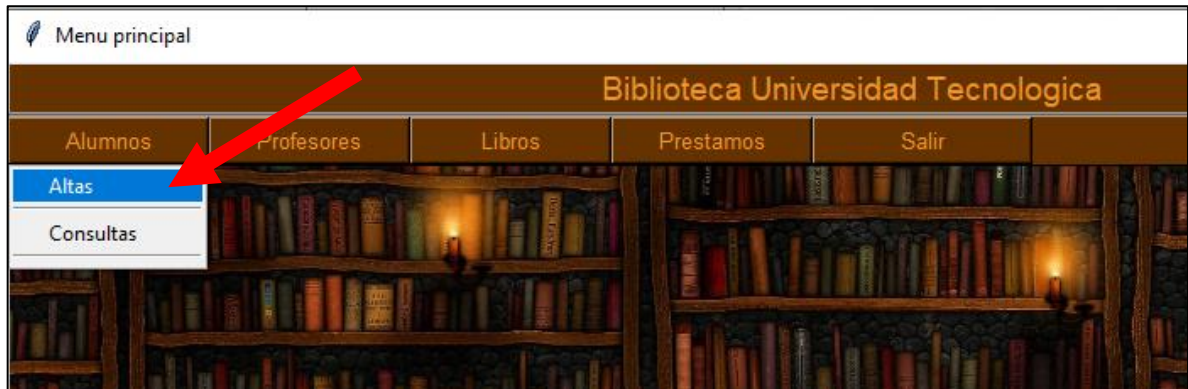 Menu principal
Biblioteca Universidad Tecnologica
Alumnos Profesores Libros Prestamos Salir
Altas
Consultas